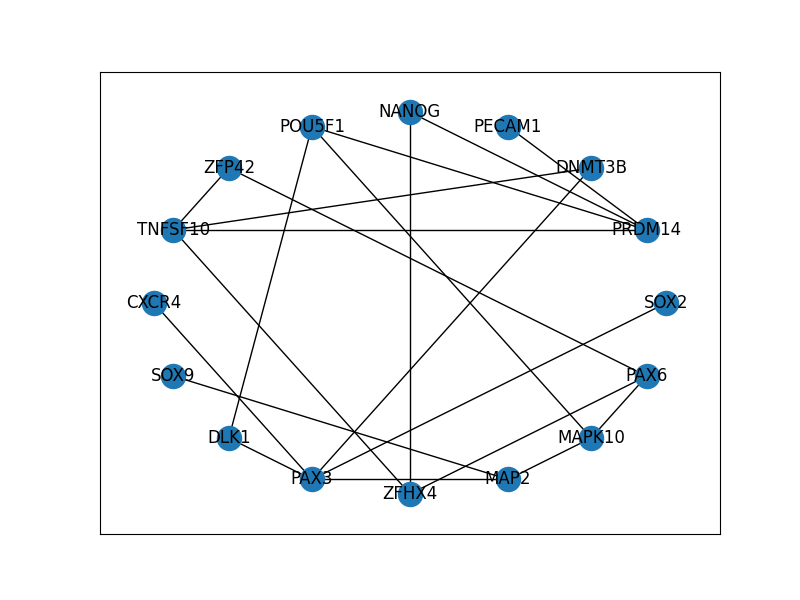 NANOG
POU5F1
PECAM1
ZFP42
DNMT3B
TNFSF10
PRDM14
CXCR4
SOX2
SOX9
PAX6
DLK1
MAPK10
PAX3
MAP2
ZFHX4